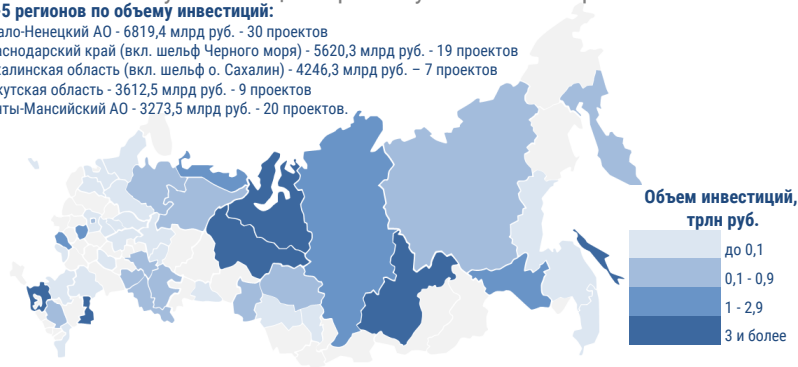 -5 регионов по объему инвестиций:
ало-Ненецкий АО - 6819,4 млрд руб. - 30 проектов
аснодарский край (вкл. шельф Черного моря) - 5620,3 млрд руб. - 19 проектов
алинская область (вкл. шельф о. Сахалин) - 4246,3 млрд руб. – 7 проектов
кутская область - 3612,5 млрд руб. - 9 проектов
нты-Мансийский АО - 3273,5 млрд руб. - 20 проектов.
Объем инвестиций,
трлн руб.
до 0,1
0,1 - 0,9
1 - 2,9
3 и более